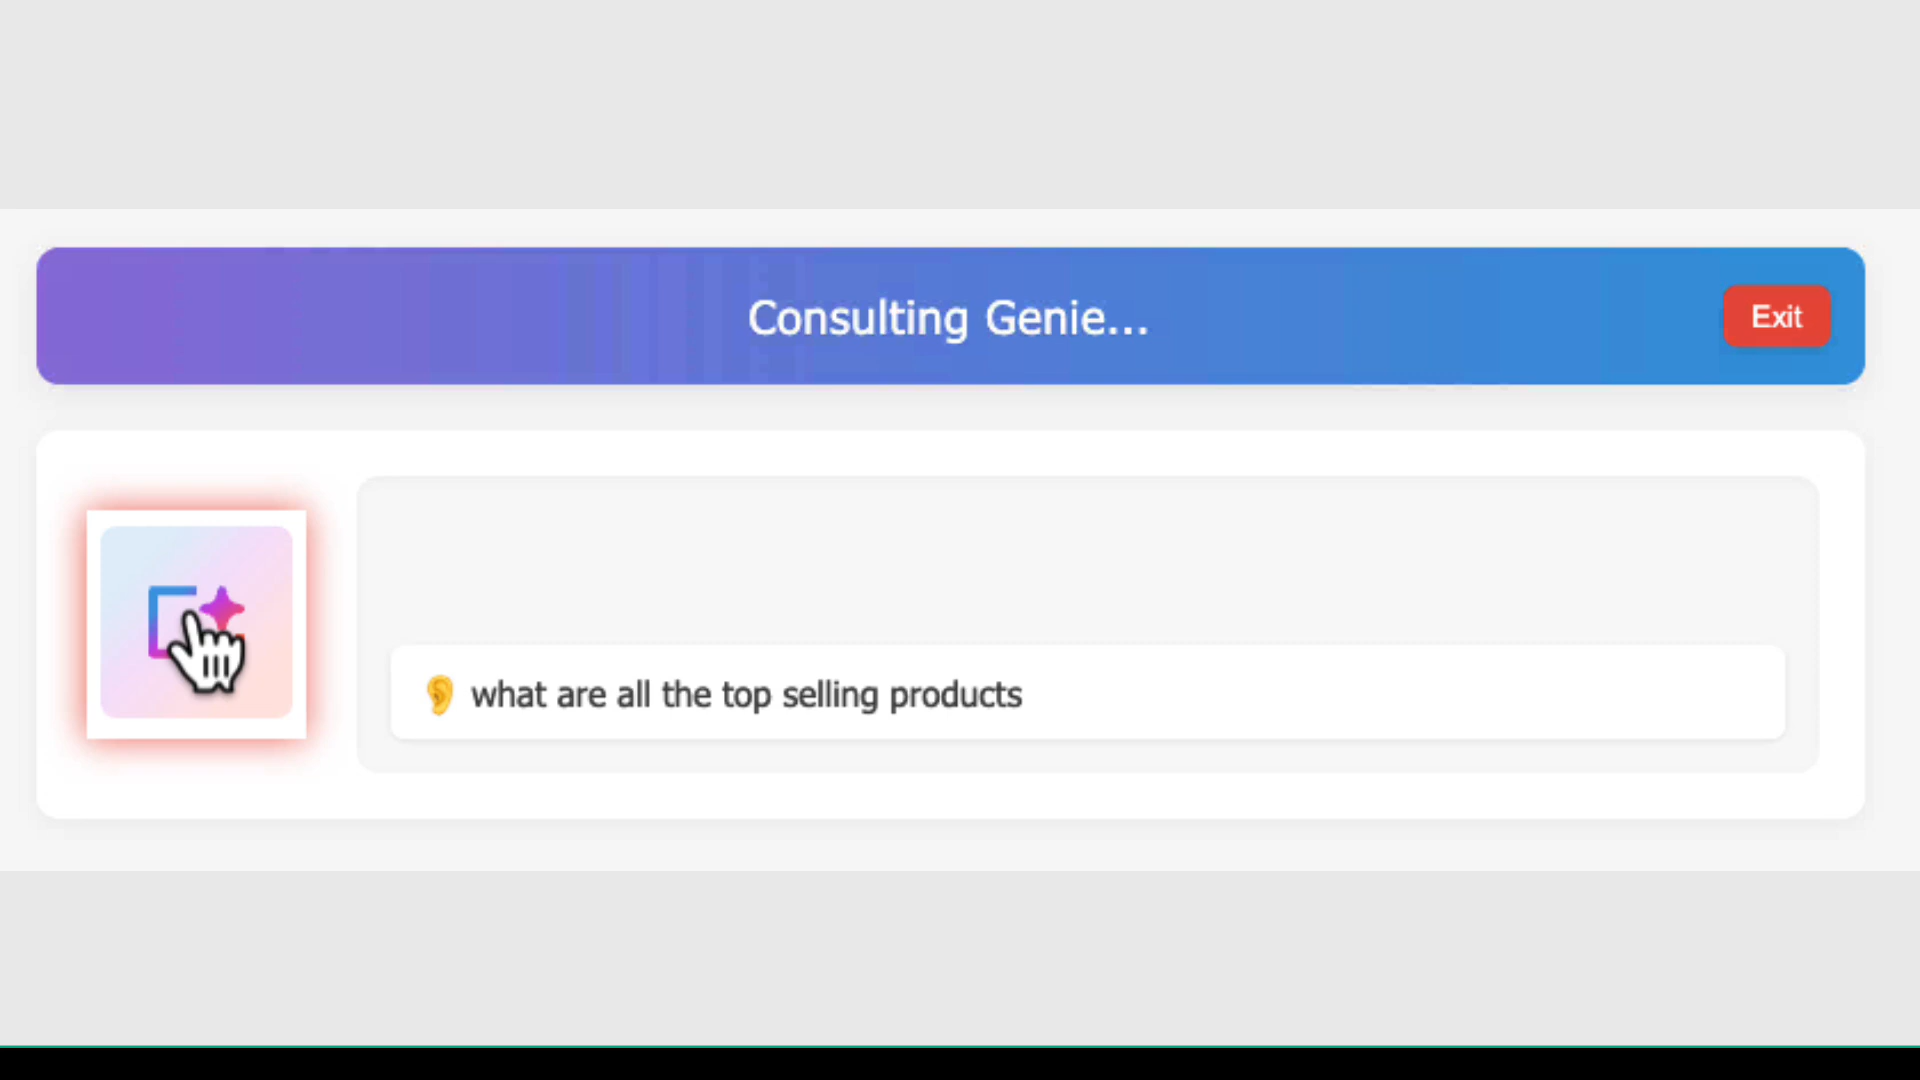 Consulting Genie...
Exit
👂 what are all the top selling products